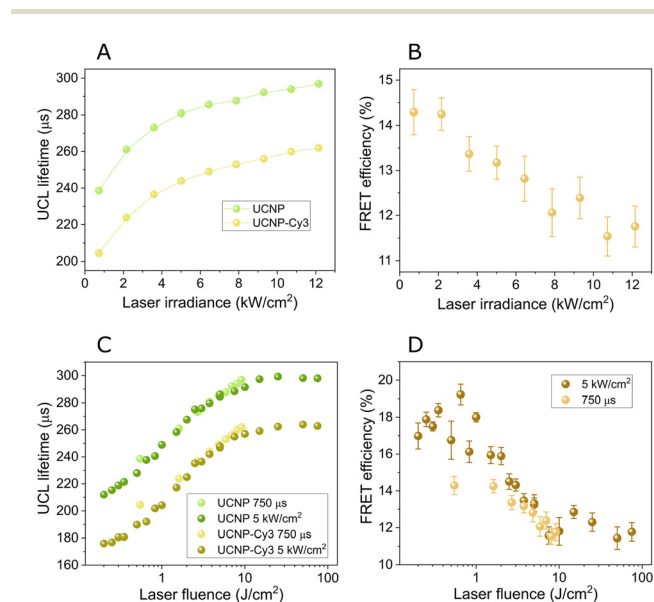 A
B
300
280
260
240
220
200
UCL lifetime (μs)
UCNP
UCNP-Cy3
0 2 4 6 8 10 12
Laser irradiance (kW/cm²)
15
14
13
12
11
FRET efficiency (%)
0 2 4 6 8 10 12
Laser irradiance (kW/cm²)
C
D
320
300
280
260
240
220
200
180
160
UCL lifetime (μs)
UCNP 750 μs
UCNP 5 kW/cm²
UCNP-Cy3 750 μs
UCNP-Cy3 5 kW/cm²
1 10 100
Laser fluence (J/cm²)
22
20
18
16
14
12
10
FRET efficiency (%)
5 kW/cm²
750 μs
1 10 100
Laser fluence (J/cm²)